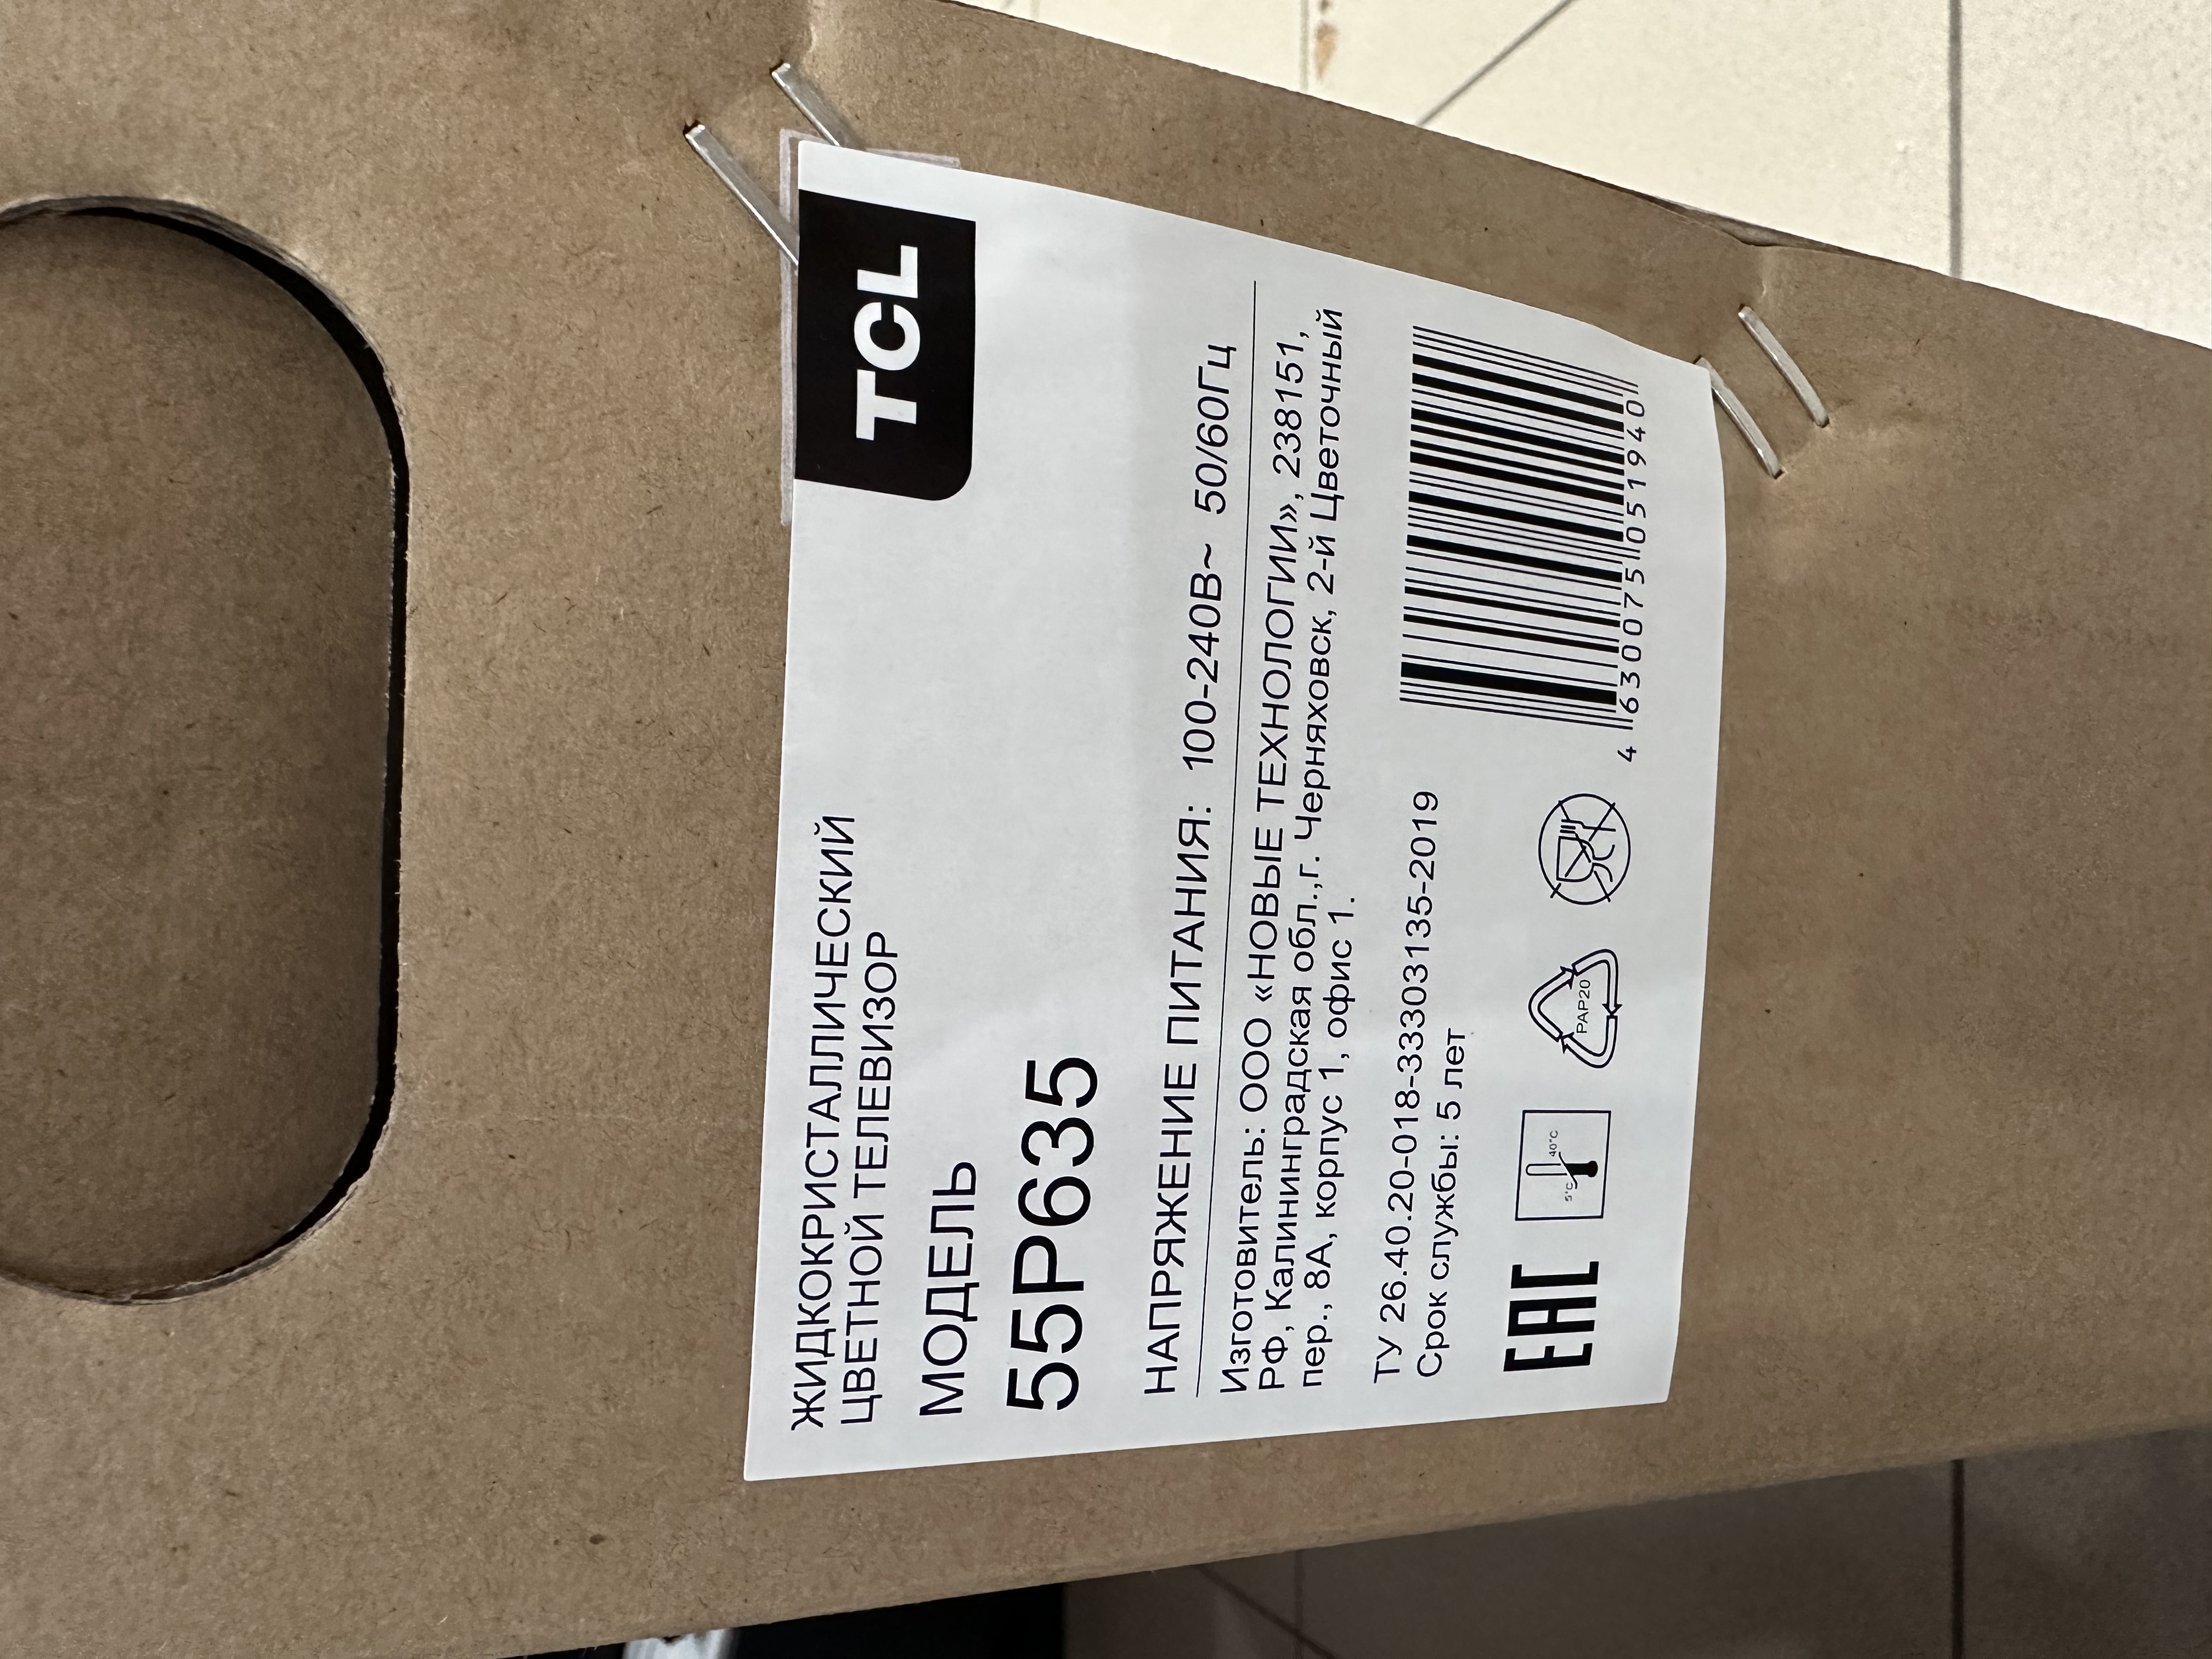 TCL
ЖИДКОКРИСТАЛЛИЧЕСКИЙ
ЦВЕТНОЙ ТЕЛЕВИЗОР
МОДЕЛЬ
55P635
НАПРЯЖЕНИЕ ПИТАНИЯ: 100-240В~ 50/60Гц
Изготовитель: ООО «НОВЫЕ ТЕХНОЛОГИИ», 238151,
РФ, Калининградская обл.,г. Черняховск, 2-й Цветочный
пер., 8А, корпус 1, офис 1.
ТУ 26.40.20-018-33303135-2019
Срок службы: 5 лет
EAC
5°C 40°C
PAP20
4 630075 051940